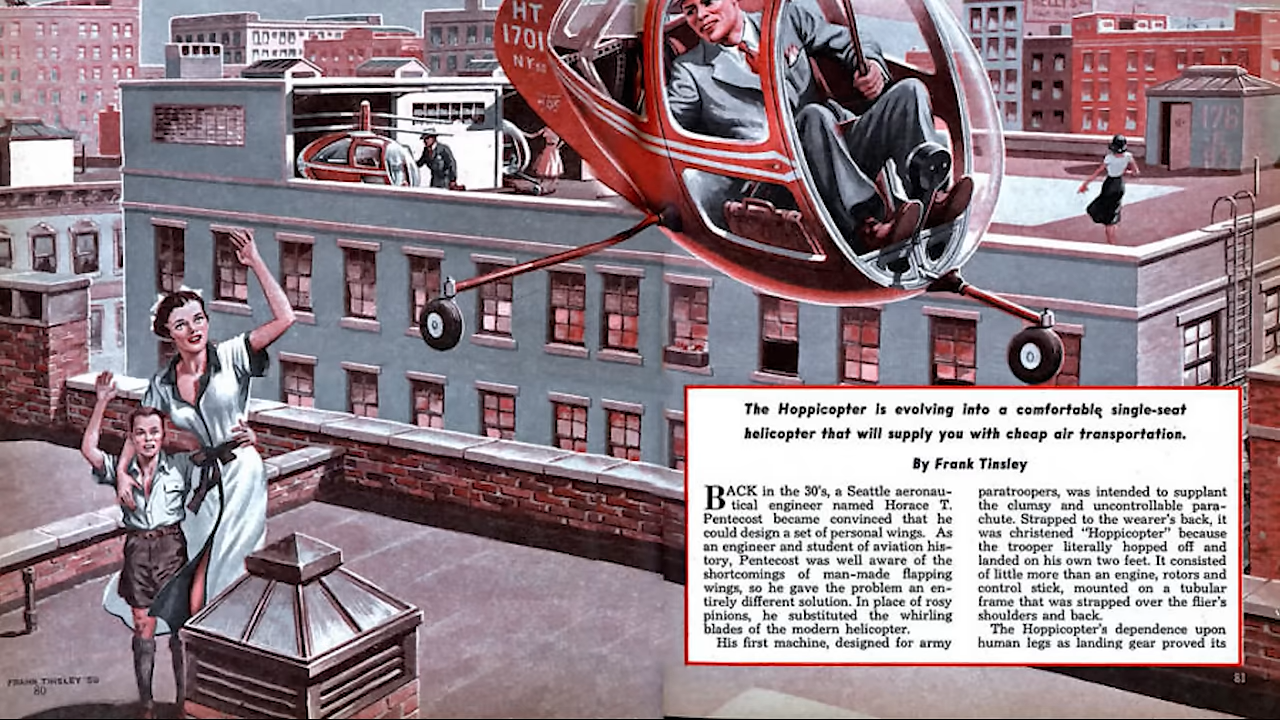 HT
1701
NY
KELLY'S
176
The Hoppicopter is evolving into a comfortable single-seat
helicopter that will supply you with cheap air transportation.
By Frank Tinsley
BACK in the 30's, a Seattle aeronau-
tical engineer named Horace T.
Pentecost became convinced that he
could design a set of personal wings. As
an engineer and student of aviation his-
tory, Pentecost was well aware of the
shortcomings of man-made flapping
wings, so he gave the problem an en-
tirely different solution. In place of rosy
pinions, he substituted the whirling
blades of the modern helicopter.
His first machine, designed for army
paratroopers, was intended to supplant
the clumsy and uncontrollable para-
chute. Strapped to the wearer's back, it
was christened "Hoppicopter" because
the trooper literally hopped off and
landed on his own two feet. It consisted
of little more than an engine, rotors and
control stick, mounted on a tubular
frame that was strapped over the flier's
shoulders and back.
The Hoppicopter's dependence upon
human legs as landing gear proved its
FRANK TINSLEY '50
80
81